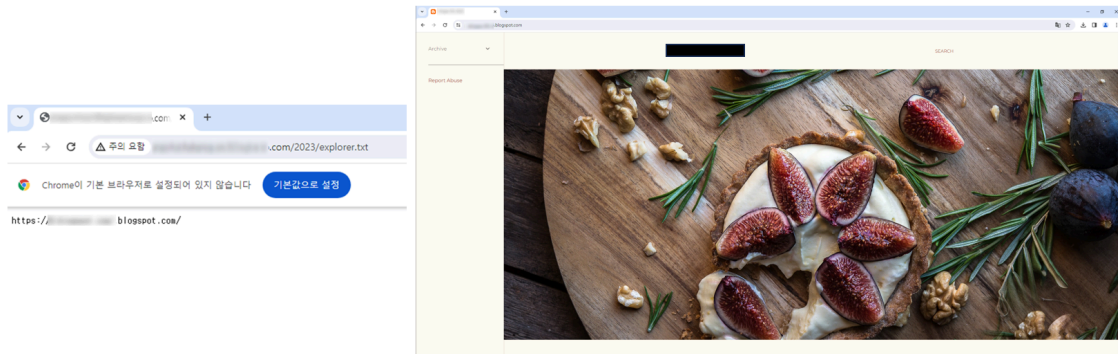 .com
주의 요함
.com/2023/explorer.txt
Chrome이 기본 브라우저로 설정되어 있지 않습니다
기본값으로 설정
https:// blogspot.com/
blogspot.com
Archive
SEARCH
Report Abuse